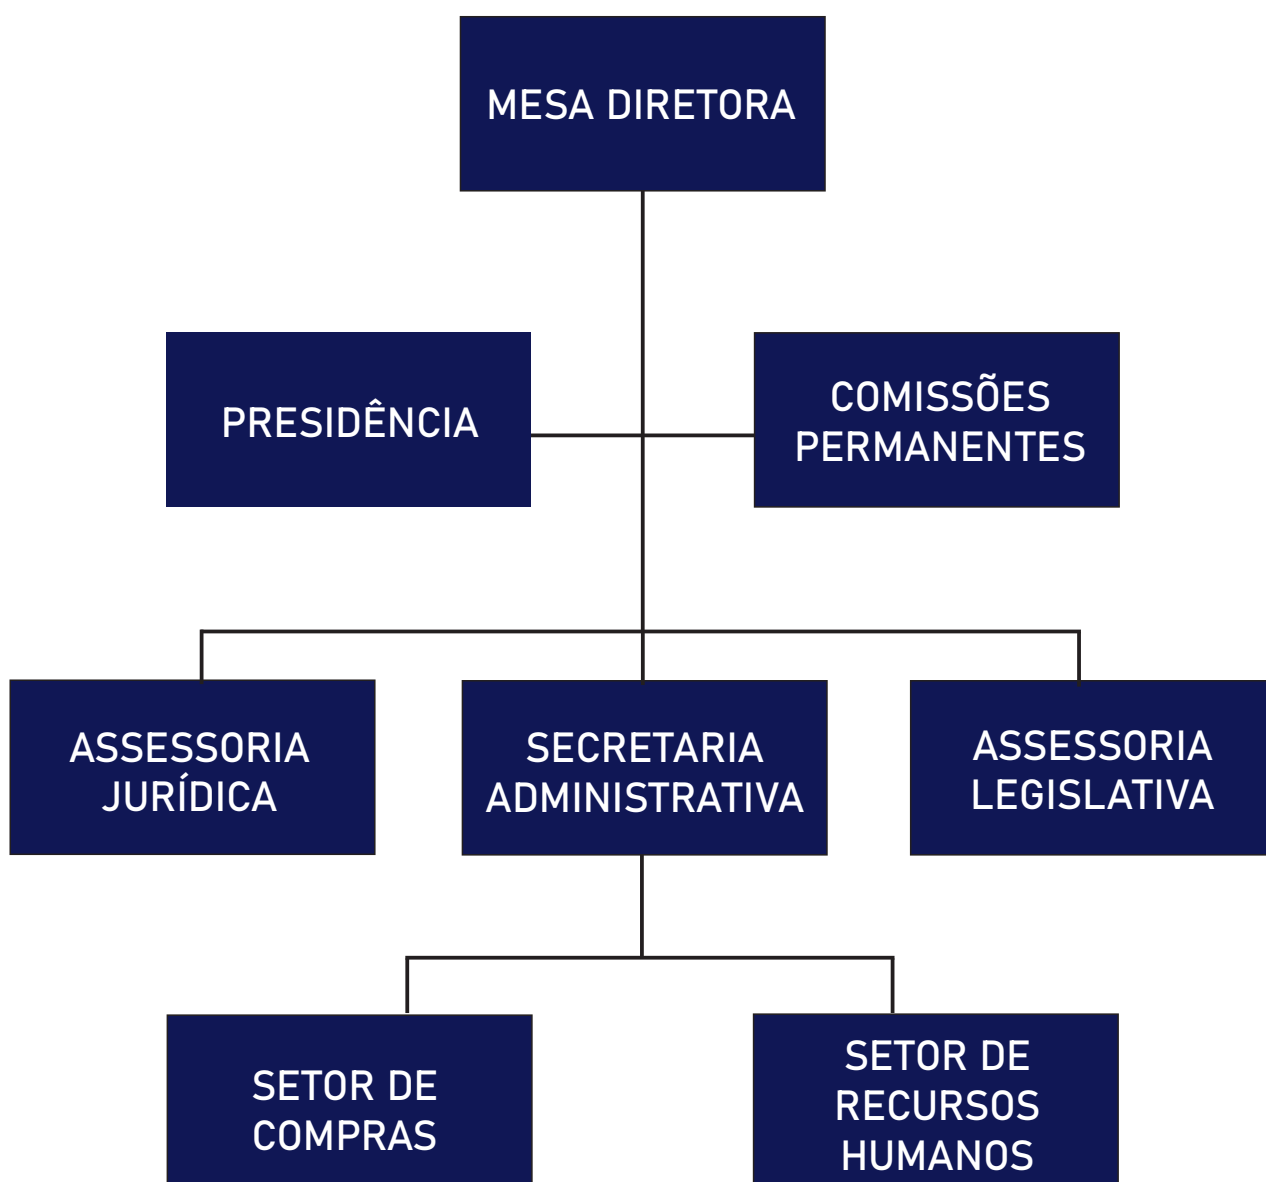 MESA DIRETORA
PRESIDÊNCIA
COMISSÕES
PERMANENTES
ASSESSORIA
JURÍDICA
SECRETARIA
ADMINISTRATIVA
ASSESSORIA
LEGISLATIVA
SETOR DE
COMPRAS
SETOR DE
RECURSOS
HUMANOS